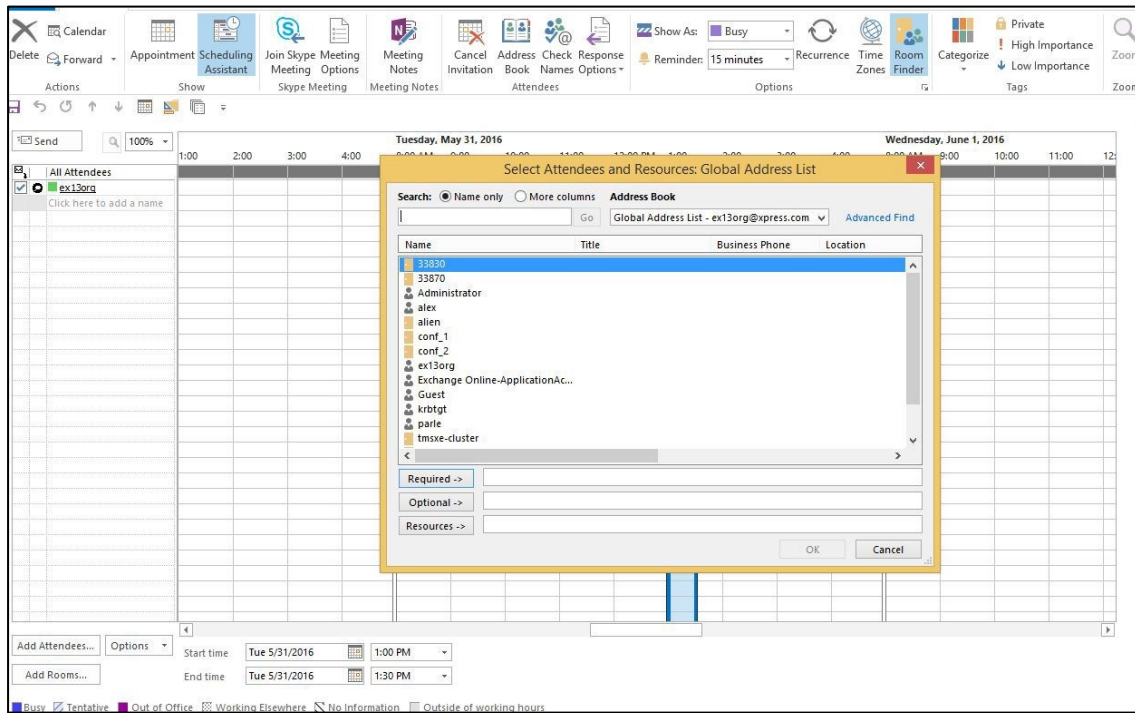 Delete
Calendar
Forward
Actions
Appointment
Scheduling Assistant
Show
Join Skype Meeting
Meeting Options
Skype Meeting
Meeting Notes
Meeting Notes
Cancel Invitation
Address Book
Check Names
Response Options
Attendees
Show As:
Busy
Reminder:
15 minutes
Recurrence
Time Zones
Room Finder
Options
Categorize
Private
High Importance
Low Importance
Tags
Zoom
Zoom
Send
100%
Tuesday, May 31, 2016
Wednesday, June 1, 2016
1:00 2:00 3:00 4:00
9:00 10:00 11:00 12:
All Attendees
ex13org
Click here to add a name
Select Attendees and Resources: Global Address List
Search: Name only More columns Address Book
Go Global Address List - ex13org@xpress.com Advanced Find
Name Title Business Phone Location
33830
33870
Administrator
alex
alien
conf_1
conf_2
ex13org
Exchange Online-ApplicationAc...
Guest
krbtgt
parle
tmsxe-cluster
Required ->
Optional ->
Resources ->
OK Cancel
Add Attendees... Options Start time Tue 5/31/2016 1:00 PM
Add Rooms... End time Tue 5/31/2016 1:30 PM
Busy Tentative Out of Office Working Elsewhere No Information Outside of working hours